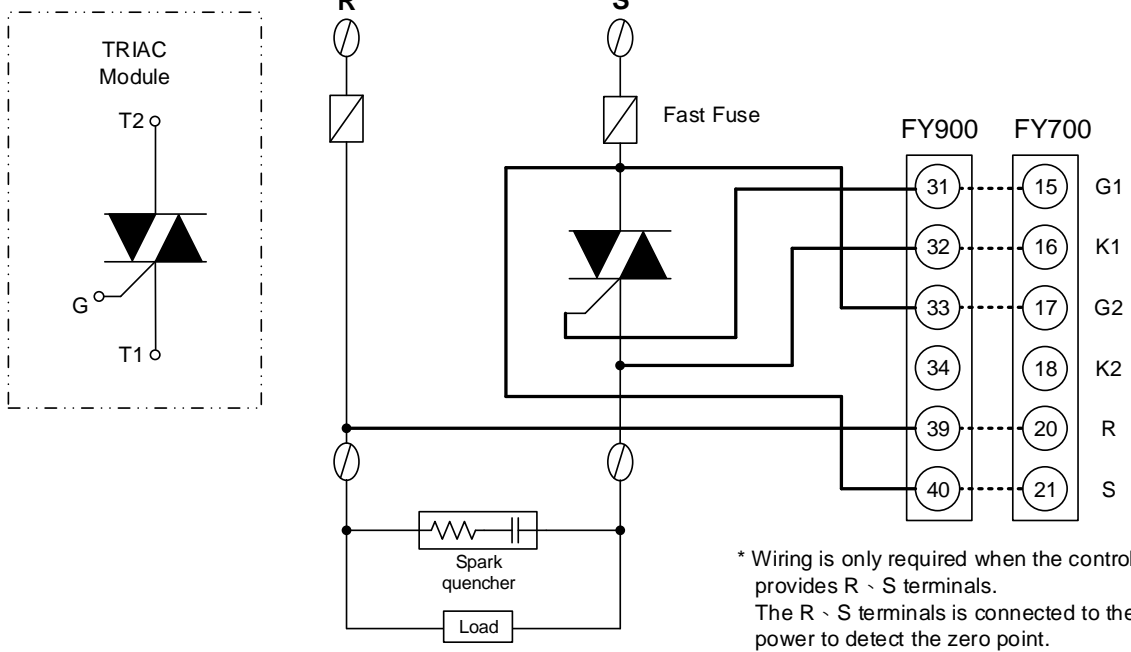 R
S
TRIAC
Module
T2
G
T1
Fast Fuse
FY900
FY700
31
15
G1
32
16
K1
33
17
G2
34
18
K2
39
20
R
40
21
S
Spark
quencher
Load
* Wiring is only required when the control
provides R、S terminals.
The R、S terminals is connected to the
power to detect the zero point.